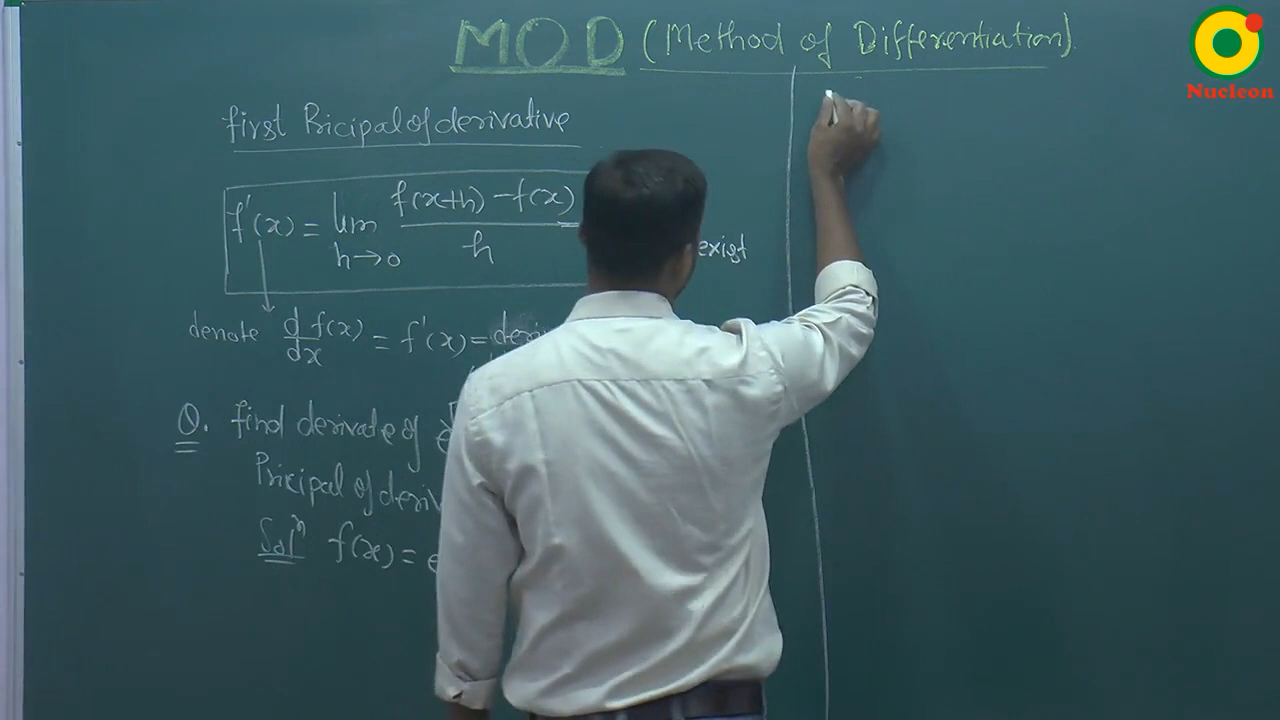 MOD (Method of Differentiation)
Nucleon
first Pricipal of derivative
f'(x) = lim h→0 f(x+h) - f(x) / h
exist
denote d/dx f(x) = f'(x) =
Q. find derivate of
Pricipal of
Solⁿ f(x) = e